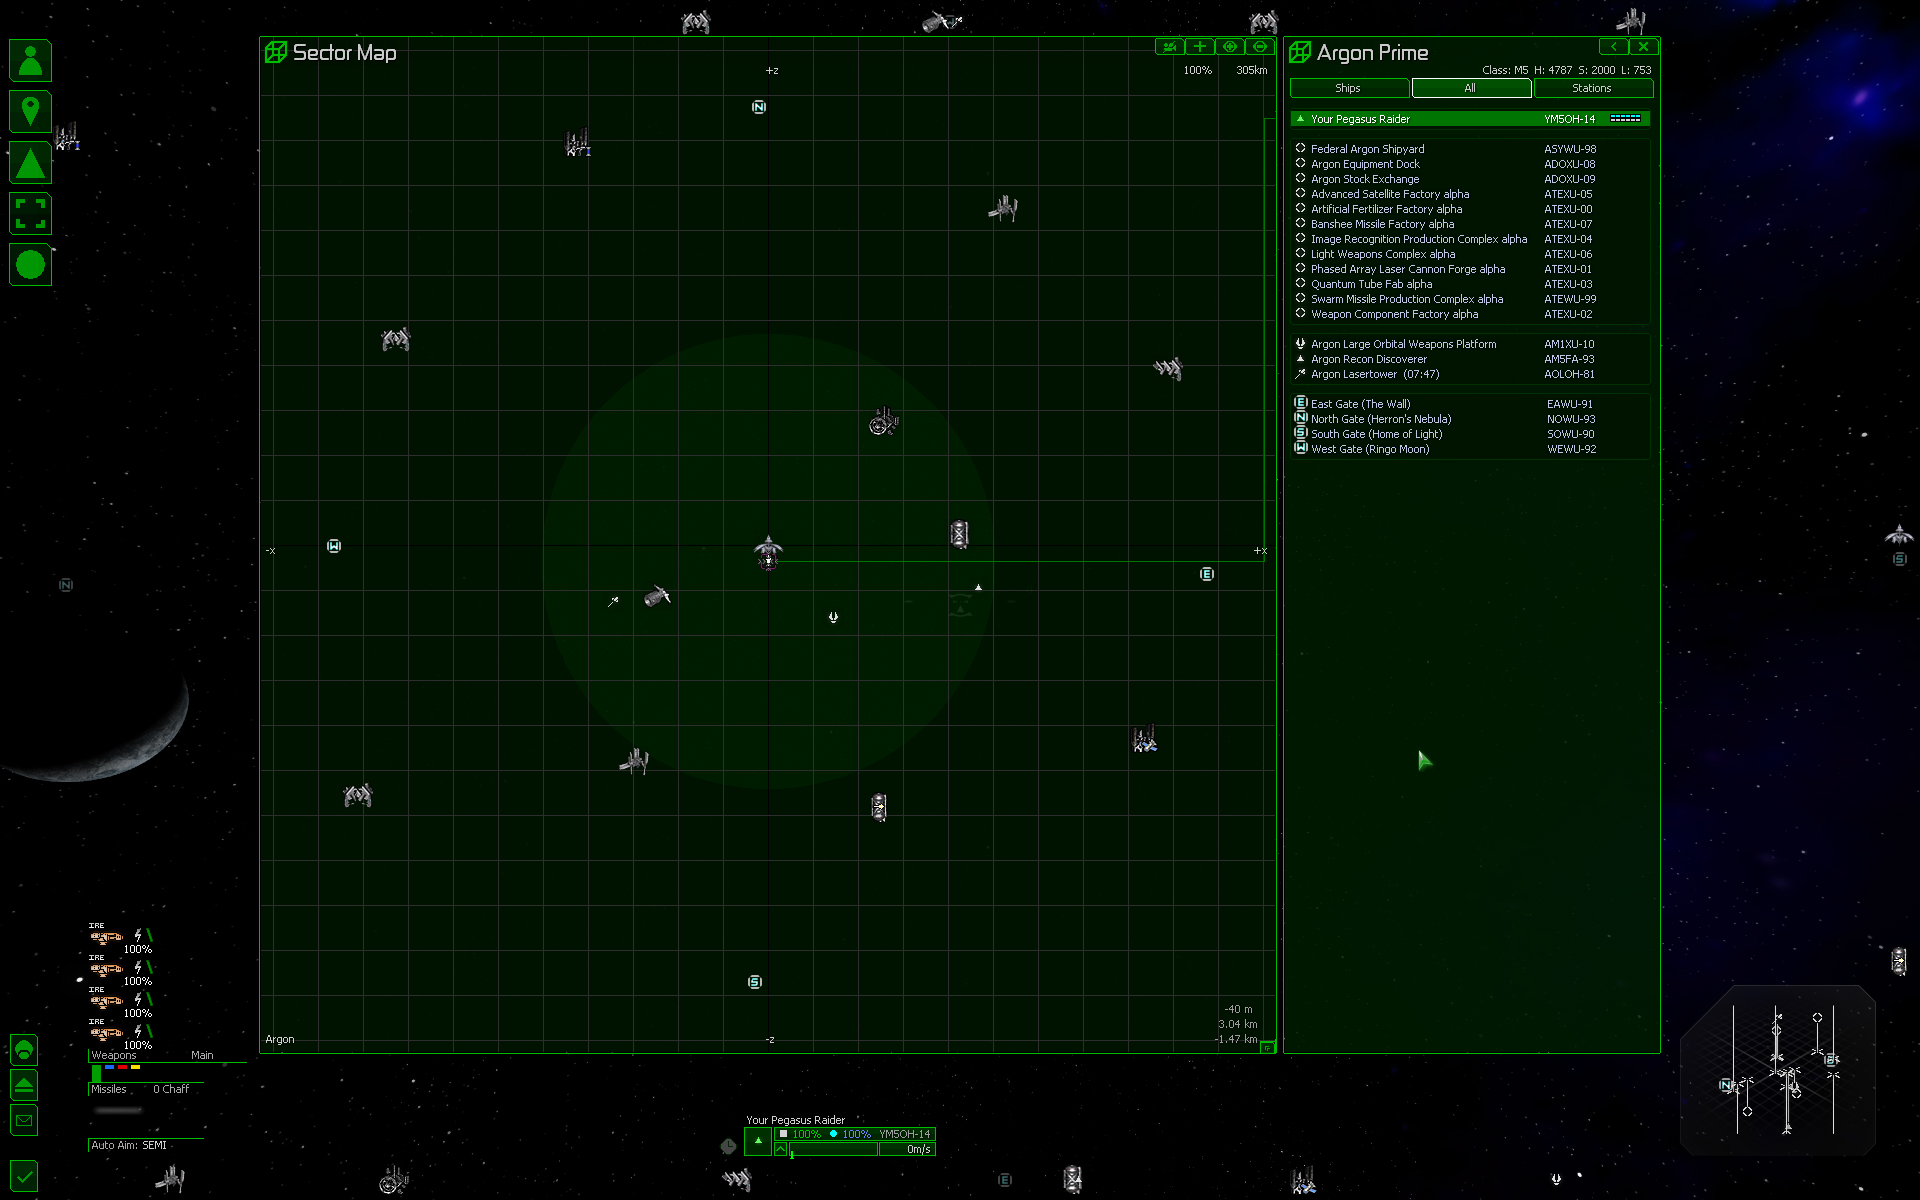 Sector Map
100% 305km
+z
N
-x
W
+x
E
S
-40 m
3.04 km
-1.47 km
Argon
-z
Argon Prime
Class: M5 H: 4787 S: 2000 L: 753
Ships All Stations
Your Pegasus Raider YM5OH-14
Federal Argon Shipyard ASYWU-98
Argon Equipment Dock ADOXU-08
Argon Stock Exchange ADOXU-09
Advanced Satellite Factory alpha ATEXU-05
Artificial Fertilizer Factory alpha ATEXU-00
Banshee Missile Factory alpha ATEXU-07
Image Recognition Production Complex alpha ATEXU-04
Light Weapons Complex alpha ATEXU-06
Phased Array Laser Cannon Forge alpha ATEXU-01
Quantum Tube Fab alpha ATEXU-03
Swarm Missile Production Complex alpha ATEWU-99
Weapon Component Factory alpha ATEXU-02
Argon Large Orbital Weapons Platform AM1XU-10
Argon Recon Discoverer AM5FA-93
Argon Lasertower (07:47) AOLOH-81
E East Gate (The Wall) EAWU-91
N North Gate (Herron's Nebula) NOWU-93
S South Gate (Home of Light) SOWU-90
W West Gate (Ringo Moon) WEWU-92
N
S
IRE
100%
IRE
100%
IRE
100%
IRE
100%
Weapons Main
Missiles 0 Chaff
Auto Aim: SEMI
Your Pegasus Raider
100% 100% YM5OH-14
0m/s
E
N
E